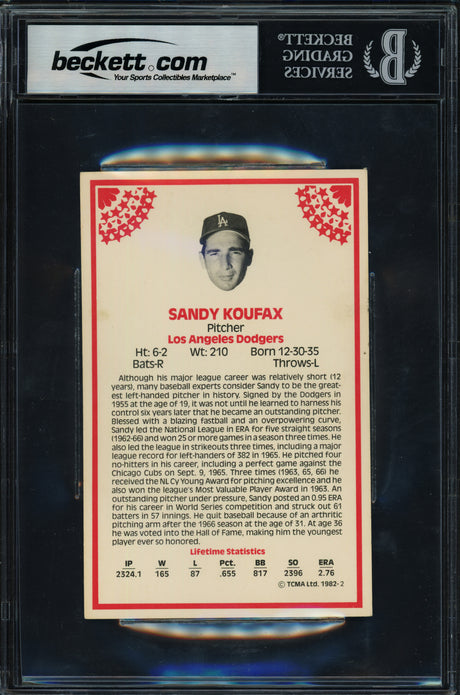 beckett.com
Your Sports Collectibles Marketplace™
BECKETT®
GRADING
SERVICES
B
LA
SANDY KOUFAX
Pitcher
Los Angeles Dodgers
Ht: 6-2 Wt: 210 Born 12-30-35
Bats-R Throws-L
Although his major league career was relatively short (12
years), many baseball experts consider Sandy to be the great-
est left-handed pitcher in history. Signed by the Dodgers in
1955 at the age of 19, it was not until he learned to harness his
control six years later that he became an outstanding pitcher.
Blessed with a blazing fastball and an overpowering curve,
Sandy led the National League in ERA for five straight seasons
(1962-66) and won 25 or more games in a season three times. He
also led the league in strikeouts three times, including a major
league record for left-handers of 382 in 1965. He pitched four
no-hitters in his career, including a perfect game against the
Chicago Cubs on Sept. 9, 1965. Three times (1963, 65, 66) he
received the NL Cy Young Award for pitching excellence and he
also won the league's Most Valuable Player Award in 1963. An
outstanding pitcher under pressure, Sandy posted an 0.95 ERA
for his career in World Series competition and struck out 61
batters in 57 innings. He quit baseball because of an arthritic
pitching arm after the 1966 season at the age of 31. At age 36
he was voted into the Hall of Fame, making him the youngest
player ever so honored.
Lifetime Statistics
IP W L Pct. BB SO ERA
2324.1 165 87 .655 817 2396 2.76
© TCMA Ltd. 1982-2